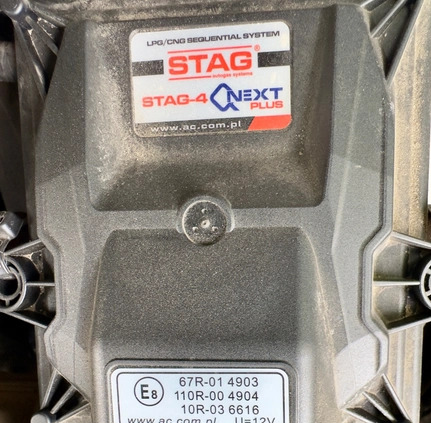 LPG/CNG SEQUENTIAL SYSTEM
STAG®
autogas systems
STAG-4 QNEXT
PLUS
www.ac.com.pl
E8
67R-01 4903
110R-00 4904
10R-03 6616
www.ac.com.pl U=12V